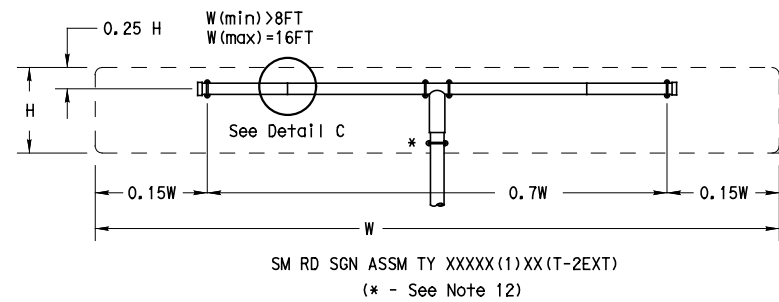 0.25 H
W(min) >8FT
W(max)=16FT
H
See Detail C
*
0.15W
0.7W
0.15W
W
SM RD SGN ASSM TY XXXXX(1)XX(T-2EXT)
(* - See Note 12)